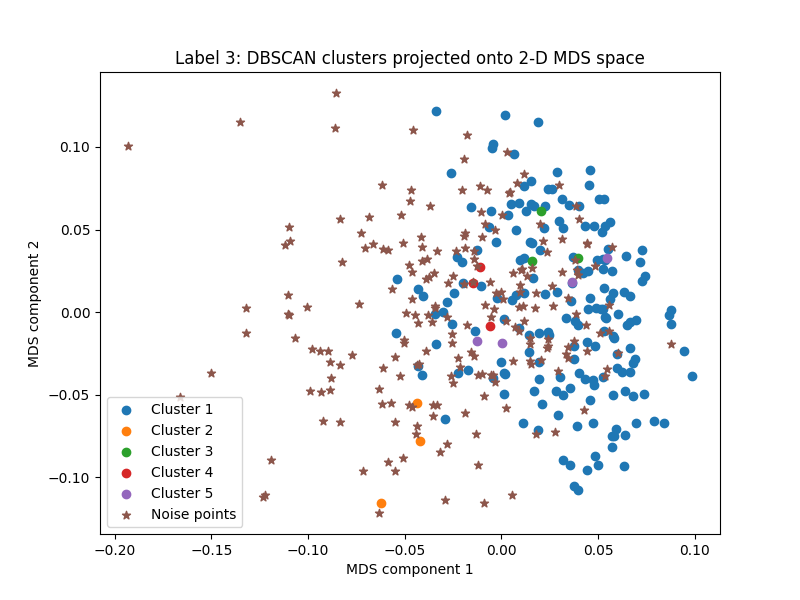 Label 3: DBSCAN clusters projected onto 2-D MDS space
MDS component 2
0.10
0.05
0.00
−0.05
−0.10
Cluster 1
Cluster 2
Cluster 3
Cluster 4
Cluster 5
Noise points
−0.20
−0.15
−0.10
−0.05
0.00
0.05
0.10
MDS component 1